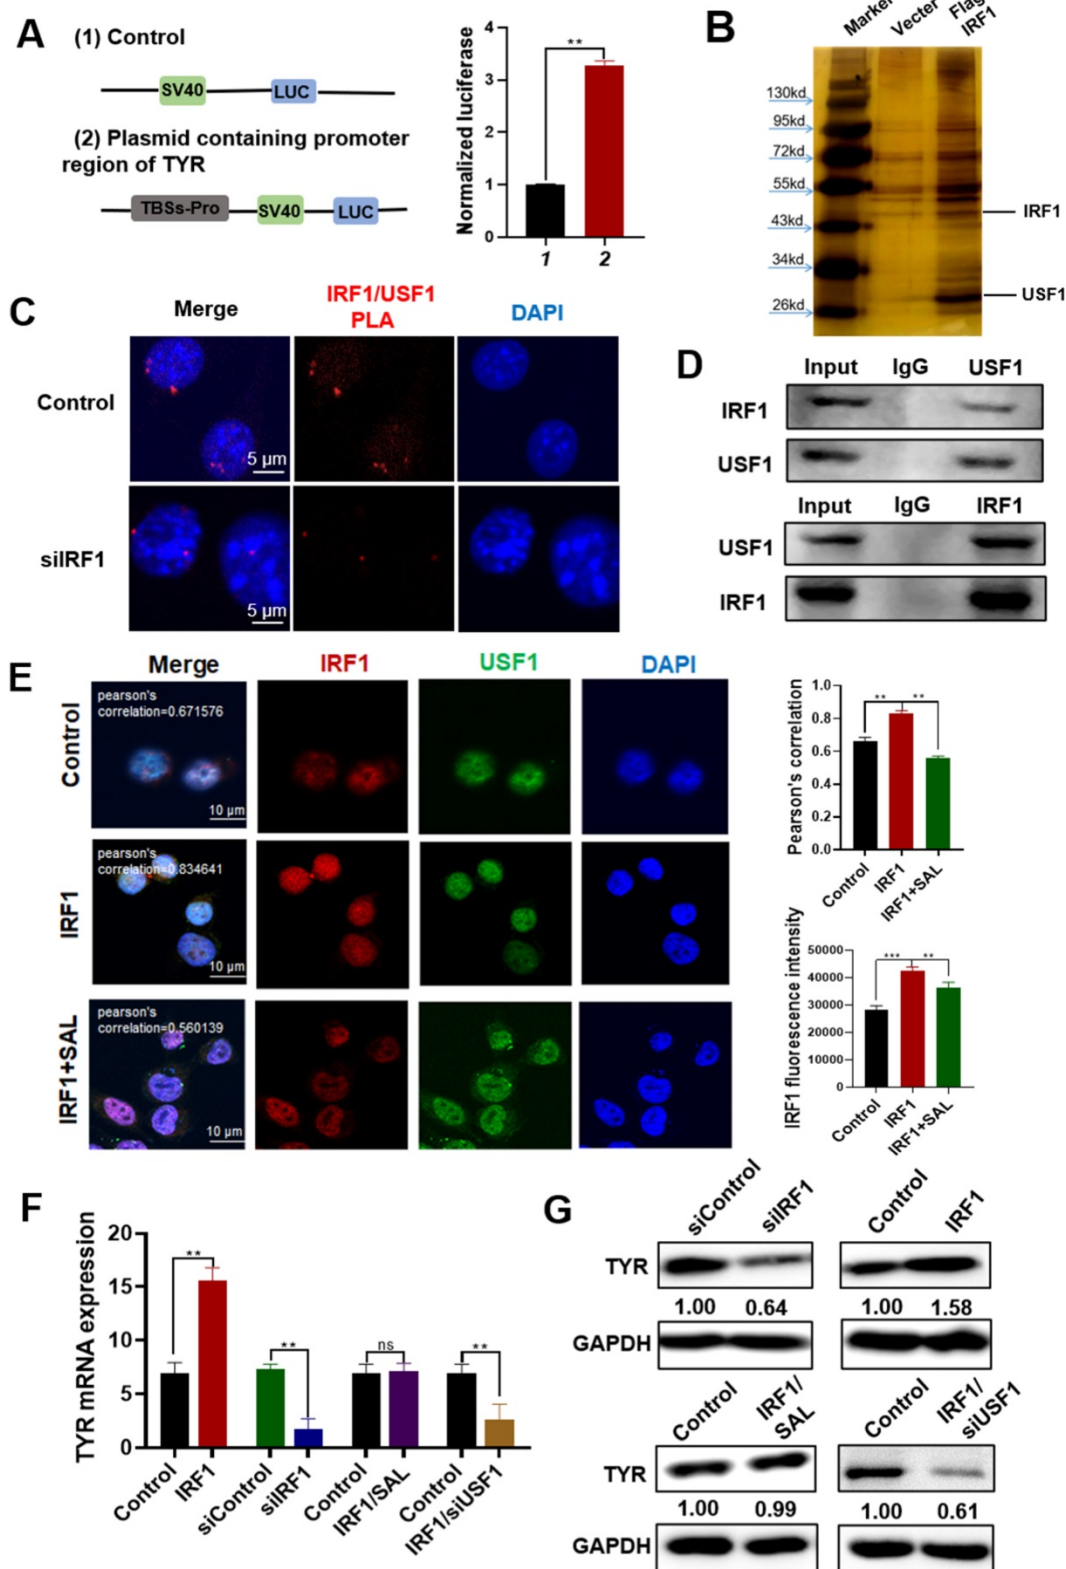 A
(1) Control
SV40
LUC
(2) Plasmid containing promoter
region of TYR
TBSs-Pro
SV40
LUC
Normalized luciferase
4
3
2
1
0
**
1
2
B
Marker
Vecter
Flag
IRF1
130kd
95kd
72kd
55kd
43kd
34kd
26kd
IRF1
USF1
C
Merge
IRF1/USF1
PLA
DAPI
Control
5 μm
siIRF1
5 μm
D
Input
IgG
USF1
IRF1
USF1
Input
IgG
IRF1
USF1
IRF1
E
Merge
IRF1
USF1
DAPI
Control
pearson's
correlation=0.671576
10 μm
IRF1
pearson's
correlation=0.834641
10 μm
IRF1+SAL
pearson's
correlation=0.560139
10 μm
Pearson's correlation
1.0
0.8
0.6
0.4
0.2
0.0
**
**
Control
IRF1
IRF1+SAL
IRF1 fluorescence intensity
50000
40000
30000
20000
10000
0
***
**
Control
IRF1
IRF1+SAL
F
TYR mRNA expression
20
15
10
5
0
**
**
ns
**
Control
IRF1
siControl
siIRF1
Control
IRF1/SAL
Control
IRF1/siUSF1
G
siControl
siIRF1
Control
IRF1
TYR
1.00
0.64
1.00
1.58
GAPDH
Control
IRF1/
SAL
Control
IRF1/
siUSF1
TYR
1.00
0.99
1.00
0.61
GAPDH